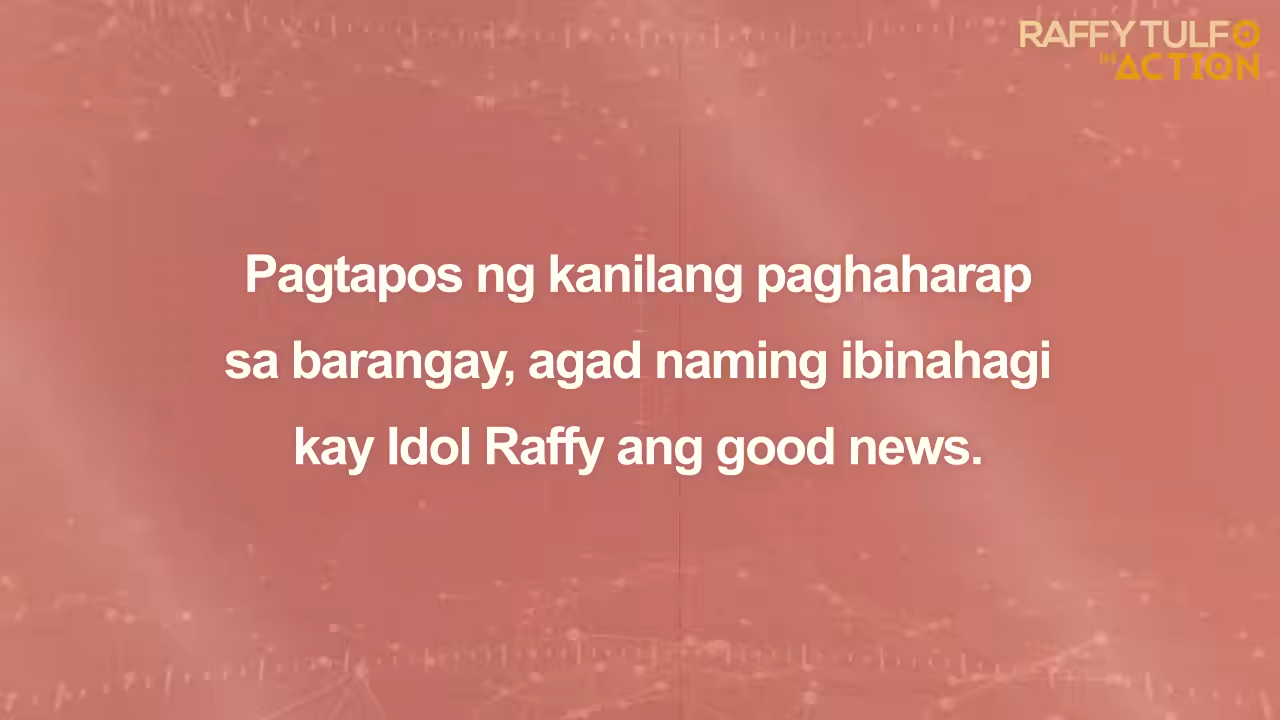 RAFFY TULFO
IN ACTION
Pagtapos ng kanilang paghaharap
sa barangay, agad naming ibinahagi
kay Idol Raffy ang good news.